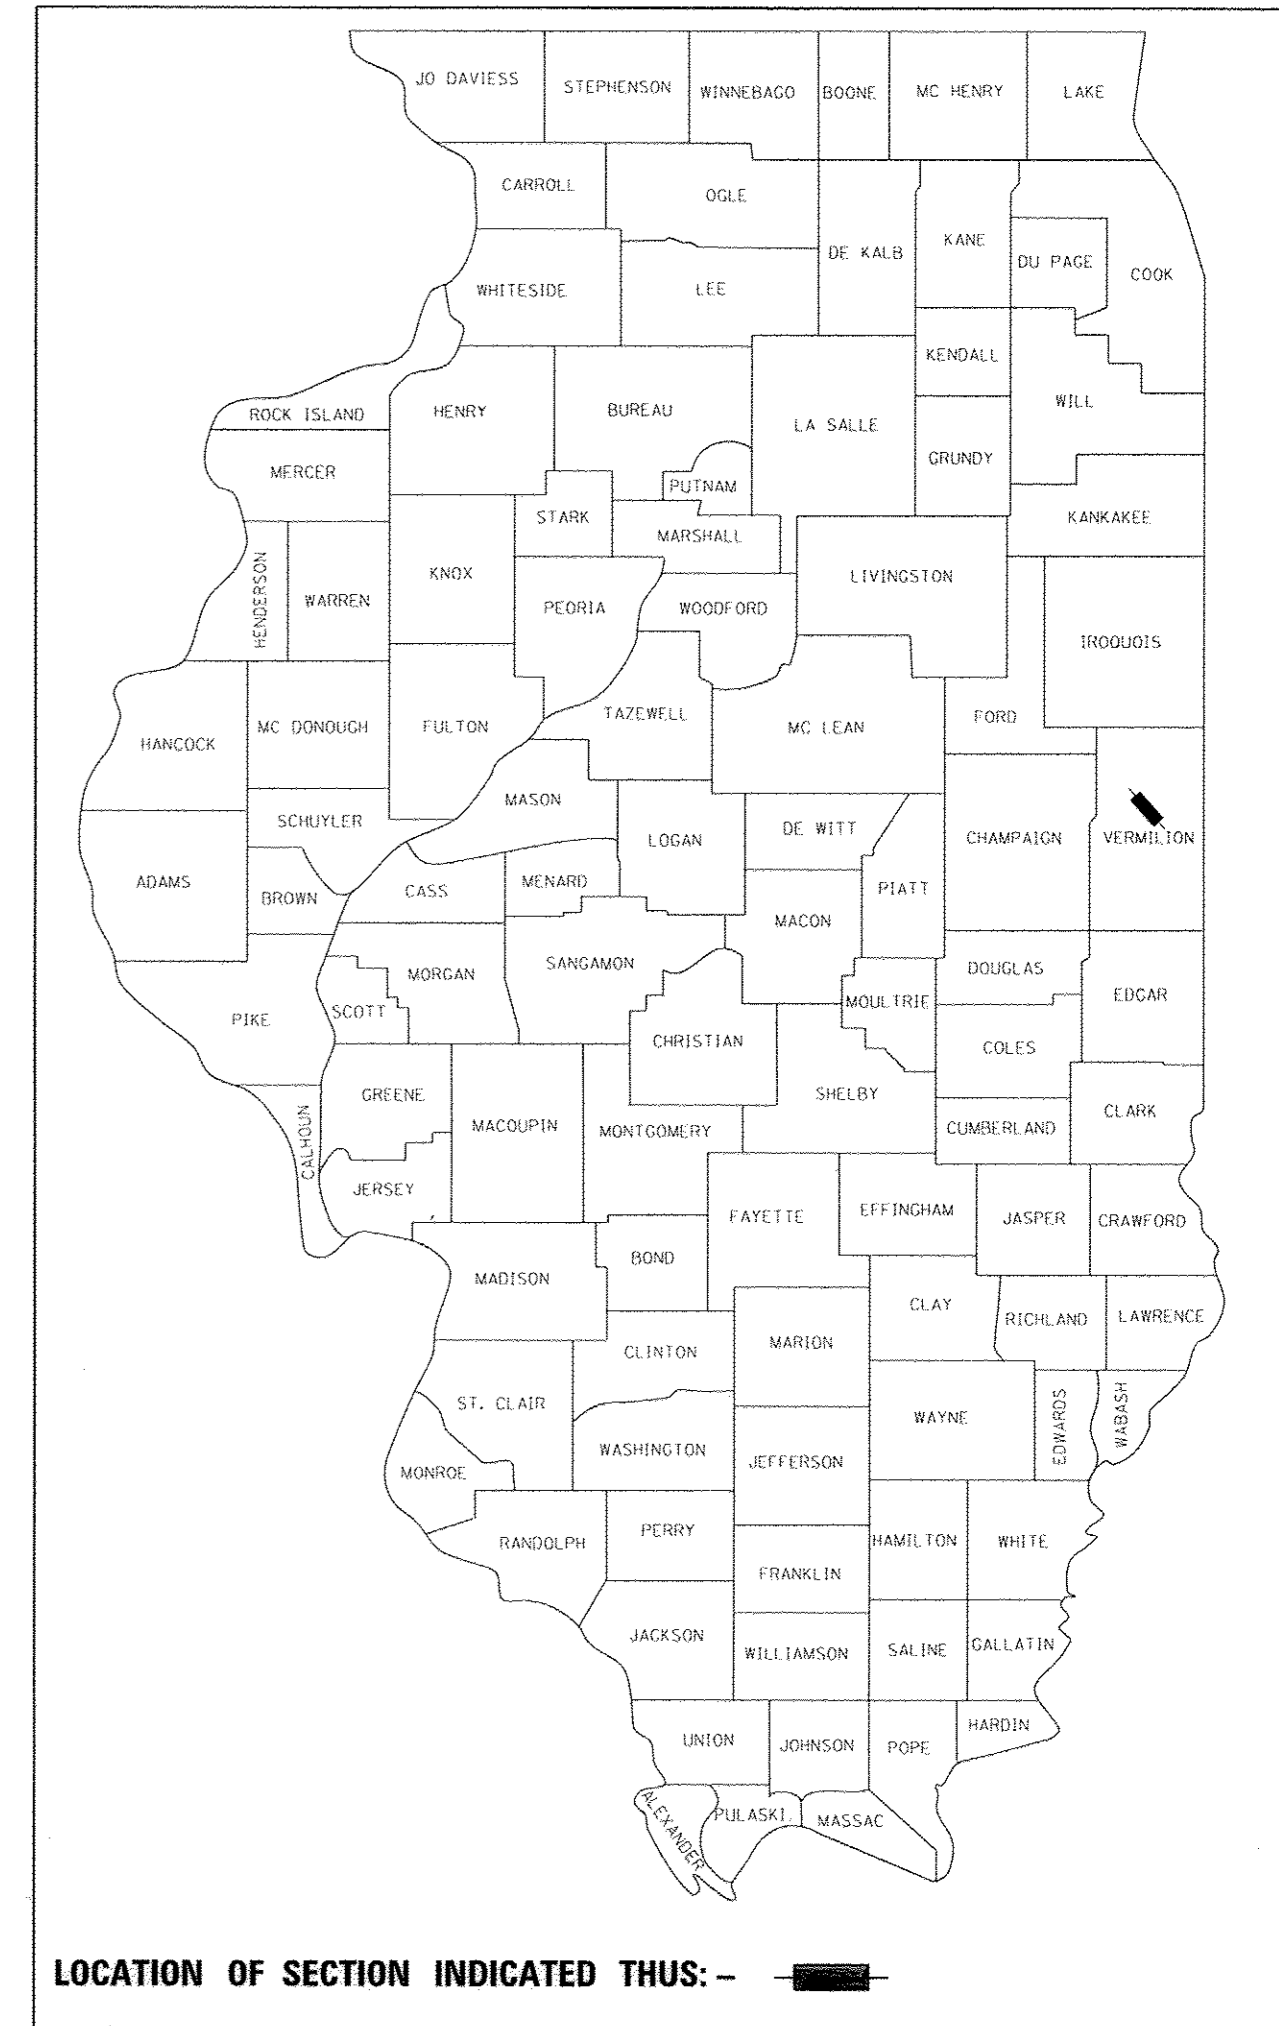 JO DAVIESS
STEPHENSON
WINNEBAGO
BOONE
MC HENRY
LAKE
CARROLL
OGLE
DE KALB
KANE
DU PAGE
COOK
WHITESIDE
LEE
KENDALL
ROCK ISLAND
HENRY
BUREAU
LA SALLE
WILL
GRUNDY
MERCER
PUTNAM
STARK
MARSHALL
KANKAKEE
HENDERSON
WARREN
KNOX
PEORIA
WOODFORD
LIVINGSTON
IROQUOIS
HANCOCK
MC DONOUGH
FULTON
TAZEWELL
MC LEAN
FORD
MASON
SCHUYLER
LOGAN
DE WITT
CHAMPAIGN
VERMILION
ADAMS
BROWN
CASS
MENARD
PIATT
MACON
SANGAMON
MORGAN
DOUGLAS
EDGAR
PIKE
SCOTT
MOULTRIE
CHRISTIAN
COLES
GREENE
SHELBY
CALHOUN
MACOUPIN
MONTGOMERY
CUMBERLAND
CLARK
JERSEY
FAYETTE
EFFINGHAM
JASPER
CRAWFORD
BOND
MADISON
CLAY
RICHLAND
LAWRENCE
CLINTON
MARION
ST. CLAIR
WAYNE
EDWARDS
WABASH
WASHINGTON
JEFFERSON
MONROE
RANDOLPH
PERRY
HAMILTON
WHITE
FRANKLIN
JACKSON
WILLIAMSON
SALINE
GALLATIN
UNION
JOHNSON
POPE
HARDIN
ALEXANDER
PULASKI
MASSAC
LOCATION OF SECTION INDICATED THUS: -